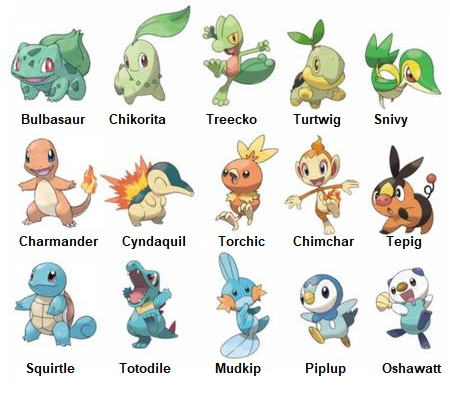 Bulbasaur Chikorita Treecko Turtwig Snivy
Charmander Cyndaquil Torchic Chimchar Tepig
Squirtle Totodile Mudkip Piplup Oshawatt